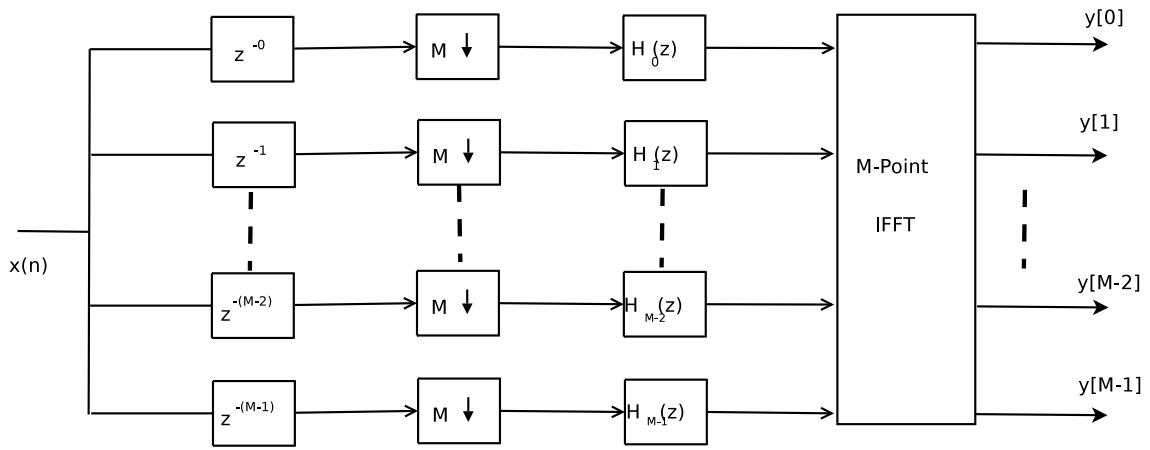 y[0]
z -0
M ↓
H 0 (z)
y[1]
z -1
M ↓
H 1 (z)
M-Point
IFFT
x(n)
y[M-2]
z -(M-2)
M ↓
H M-2 (z)
y[M-1]
z -(M-1)
M ↓
H M-1 (z)